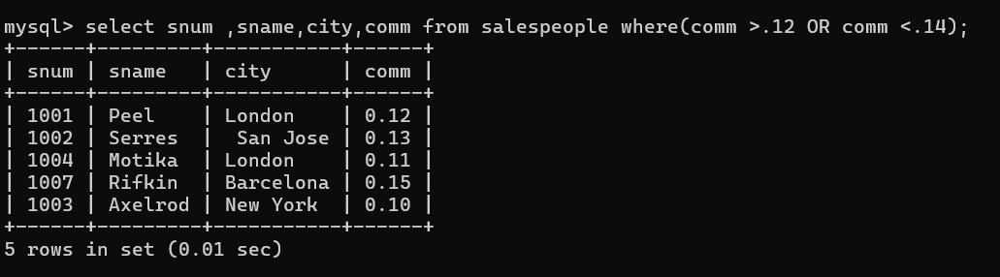 mysql> select snum ,sname,city,comm from salespeople where(comm >.12 OR comm <.14);
+------+---------+-----------+------+
| snum | sname   | city      | comm |
+------+---------+-----------+------+
| 1001 | Peel    | London    | 0.12 |
| 1002 | Serres  |  San Jose | 0.13 |
| 1004 | Motika  | London    | 0.11 |
| 1007 | Rifkin  | Barcelona | 0.15 |
| 1003 | Axelrod | New York  | 0.10 |
+------+---------+-----------+------+
5 rows in set (0.01 sec)